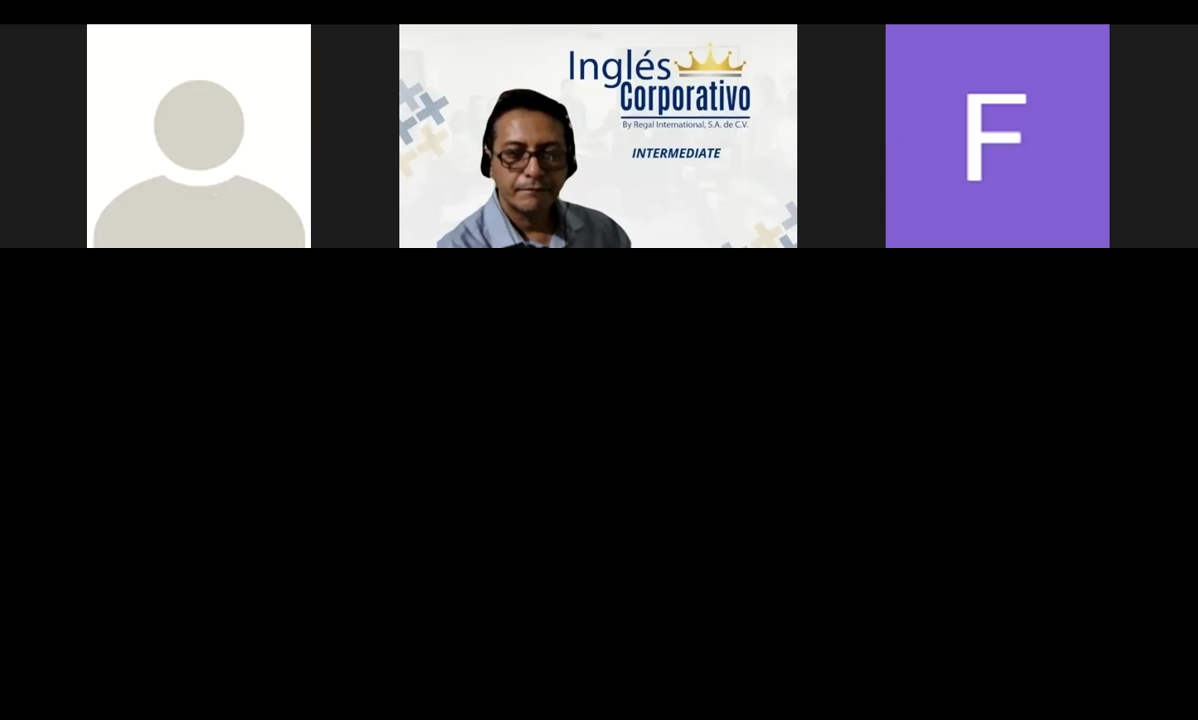 Inglés
Corporativo
By Regal International, S.A. de C.V.
INTERMEDIATE
F